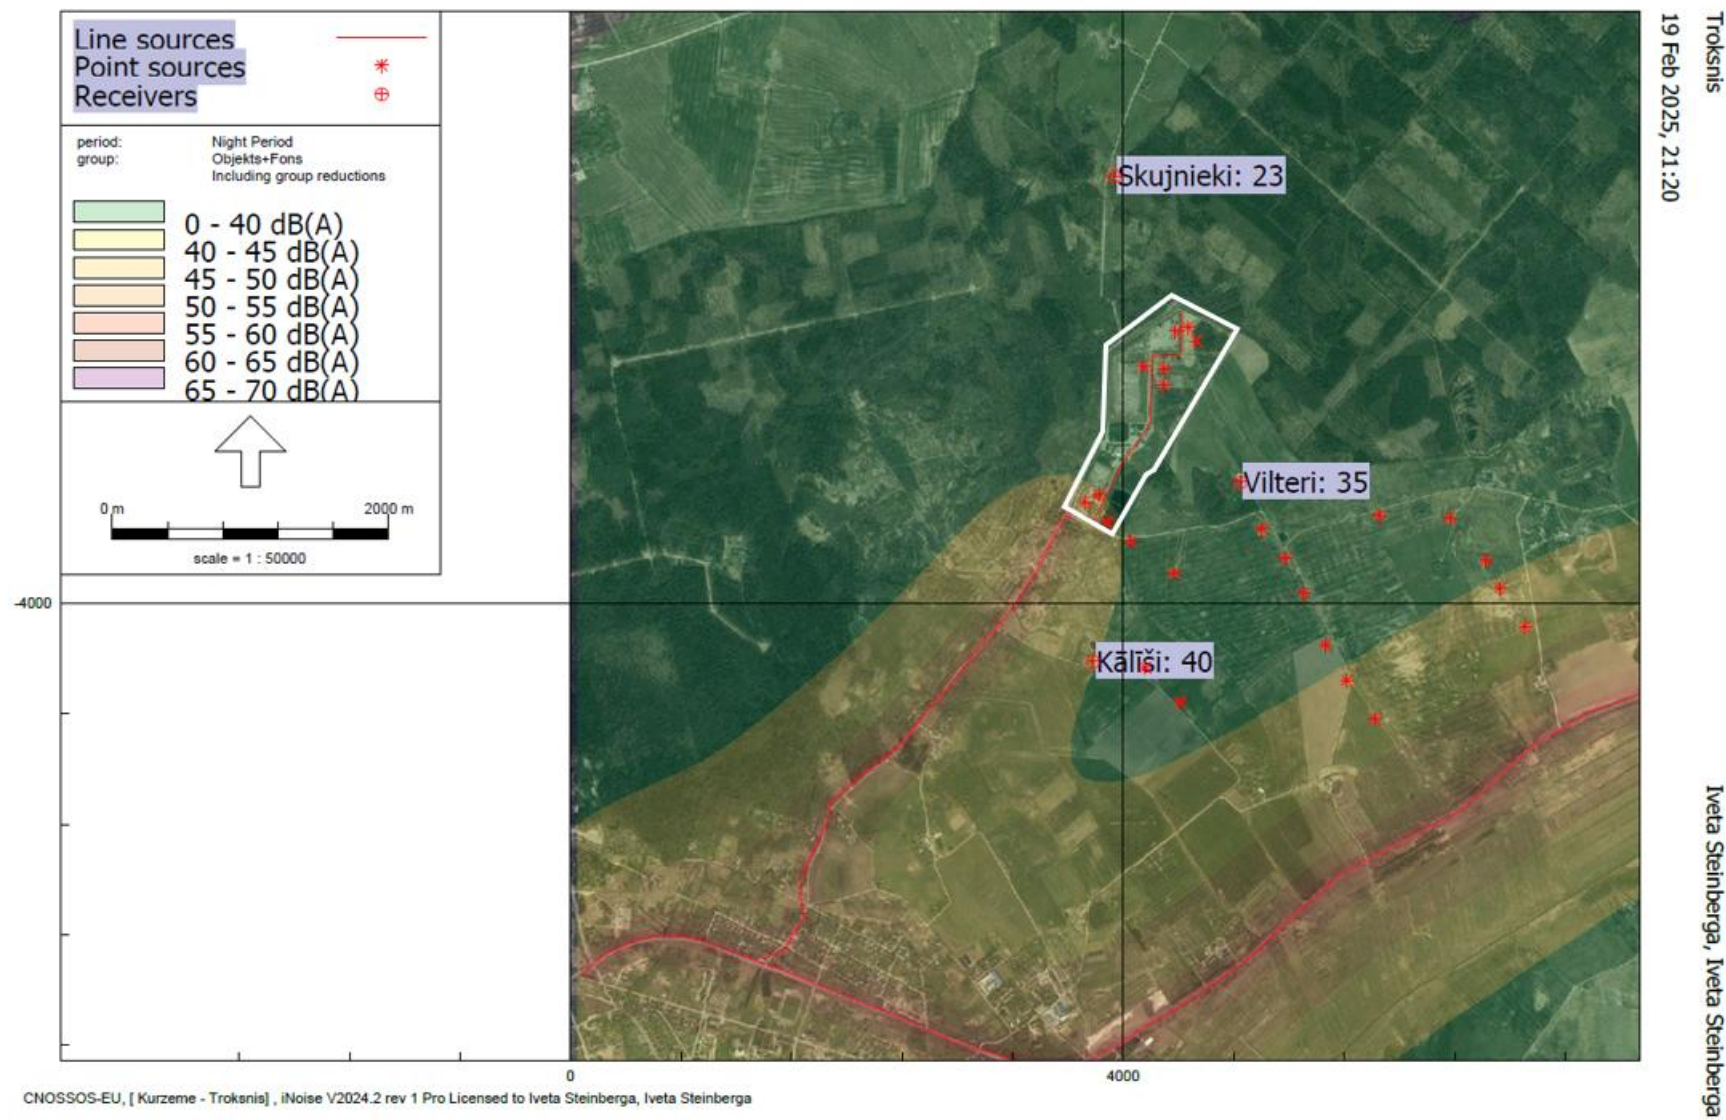 Line sources
Point sources
Receivers
period: Night Period
group: Objekts+Fons
Including group reductions
0 - 40 dB(A)
40 - 45 dB(A)
45 - 50 dB(A)
50 - 55 dB(A)
55 - 60 dB(A)
60 - 65 dB(A)
65 - 70 dB(A)
0 m 2000 m
scale = 1 : 50000
Skujnieki: 23
Vilteri: 35
Kālīši: 40
-4000
0 4000
CNOSSOS-EU, [ Kurzeme - Troksnis] , iNoise V2024.2 rev 1 Pro Licensed to Iveta Steinberga, Iveta Steinberga
Troksnis
19 Feb 2025, 21:20
Iveta Steinberga, Iveta Steinberga